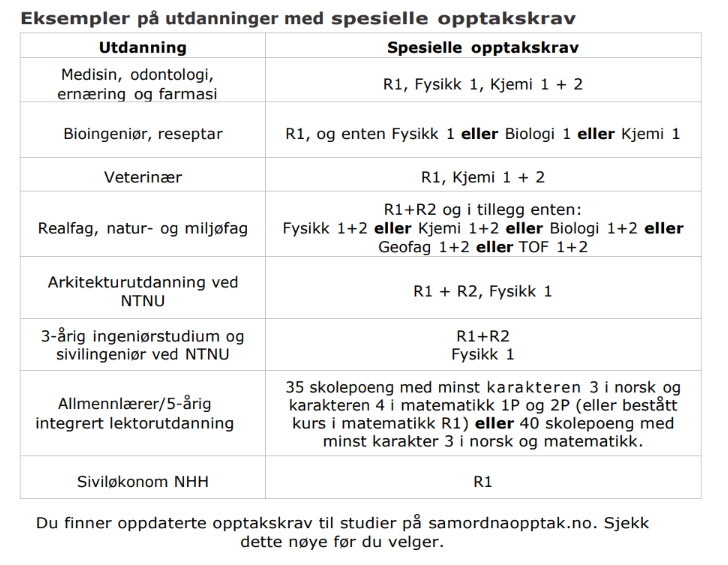 Eksempler på utdanninger med spesielle opptakskrav
Utdanning
Spesielle opptakskrav
Medisin, odontologi,
ernæring og farmasi
R1, Fysikk 1, Kjemi 1 + 2
Bioingeniør, reseptar
R1, og enten Fysikk 1 eller Biologi 1 eller Kjemi 1
Veterinær
R1, Kjemi 1 + 2
Realfag, natur- og miljøfag
R1+R2 og i tillegg enten:
Fysikk 1+2 eller Kjemi 1+2 eller Biologi 1+2 eller
Geofag 1+2 eller TOF 1+2
Arkitekturutdanning ved
NTNU
R1 + R2, Fysikk 1
3-årig ingeniørstudium og
sivilingeniør ved NTNU
R1+R2
Fysikk 1
Allmennlærer/5-årig
integrert lektorutdanning
35 skolepoeng med minst karakteren 3 i norsk og
karakteren 4 i matematikk 1P og 2P (eller bestått
kurs i matematikk R1) eller 40 skolepoeng med
minst karakter 3 i norsk og matematikk.
Siviløkonom NHH
R1
Du finner oppdaterte opptakskrav til studier på samordnaopptak.no. Sjekk
dette nøye før du velger.